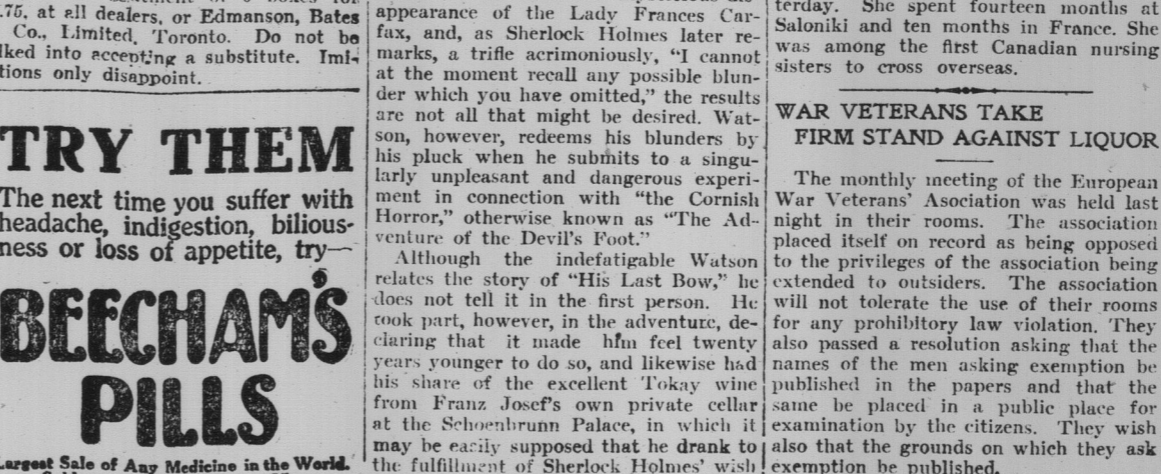 .75, at all dealers, or Edmanson, Bates
Co., Limited, Toronto. Do not be
lked into accepting a substitute. Imi-
tions only disappoint.
TRY THEM
The next time you suffer with
headache, indigestion, bilious-
ness or loss of appetite, try—
BEECHAM'S
PILLS
Largest Sale of Any Medicine in the World.
appearance of the Lady Frances Car-
fax, and, as Sherlock Holmes later re-
marks, a trifle acrimoniously, "I cannot
at the moment recall any possible blun-
der which you have omitted," the results
are not all that might be desired. Wat-
son, however, redeems his blunders by
his pluck when he submits to a singu-
larly unpleasant and dangerous experi-
ment in connection with "the Cornish
Horror," otherwise known as "The Ad-
venture of the Devil's Foot."
Although the indefatigable Watson
relates the story of "His Last Bow," he
does not tell it in the first person. He
took part, however, in the adventure, de-
claring that it made hfm feel twenty
years younger to do so, and likewise had
his share of the excellent Tokay wine
from Franz Josef's own private cellar
at the Schoenbrunn Palace, in which it
may be easily supposed that he drank to
the fulfillment of Sherlock Holmes' wish
terday. She spent fourteen months at
Saloniki and ten months in France. She
was among the first Canadian nursing
sisters to cross overseas.
WAR VETERANS TAKE
FIRM STAND AGAINST LIQUOR
The monthly meeting of the European
War Veterans' Asociation was held last
night in their rooms. The association
placed itself on record as being opposed
to the privileges of the association being
extended to outsiders. The association
will not tolerate the use of their rooms
for any prohibitory law violation. They
also passed a resolution asking that the
names of the men asking exemption be
published in the papers and that the
same be placed in a public place for
examination by the citizens. They wish
also that the grounds on which they ask
exemption be published.